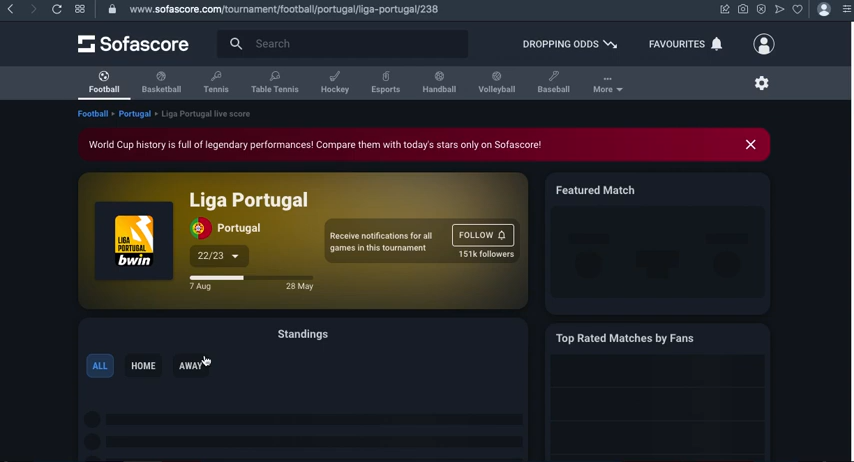 www.sofascore.com/tournament/football/portugal/liga-portugal/238
Sofascore
Search
DROPPING ODDS
FAVOURITES
Football
Basketball
Tennis
Table Tennis
Hockey
Esports
Handball
Volleyball
Baseball
More
Football
Portugal
Liga Portugal live score
World Cup history is full of legendary performances! Compare them with today's stars only on Sofascore!
LIGA
PORTUGAL
bwin
Liga Portugal
Portugal
22/23
7 Aug
28 May
Receive notifications for all
games in this tournament
FOLLOW
151k followers
Featured Match
Standings
ALL
HOME
AWAY
Top Rated Matches by Fans